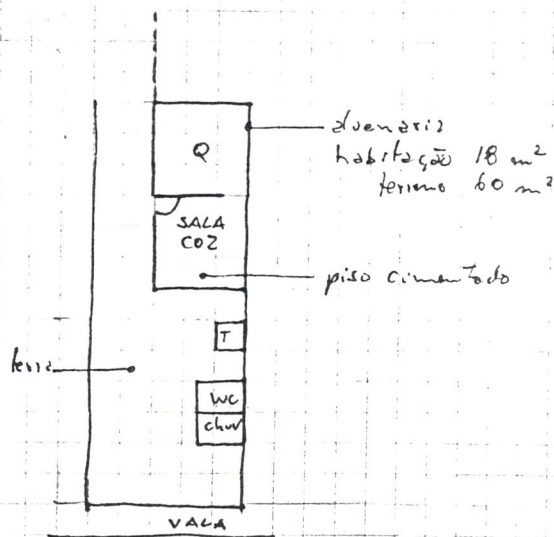 Q
alvenaria
habitação 18 m²
terreno 60 m²
SALA
COZ
piso cimentado
T
terra
WC
chuv
VALA